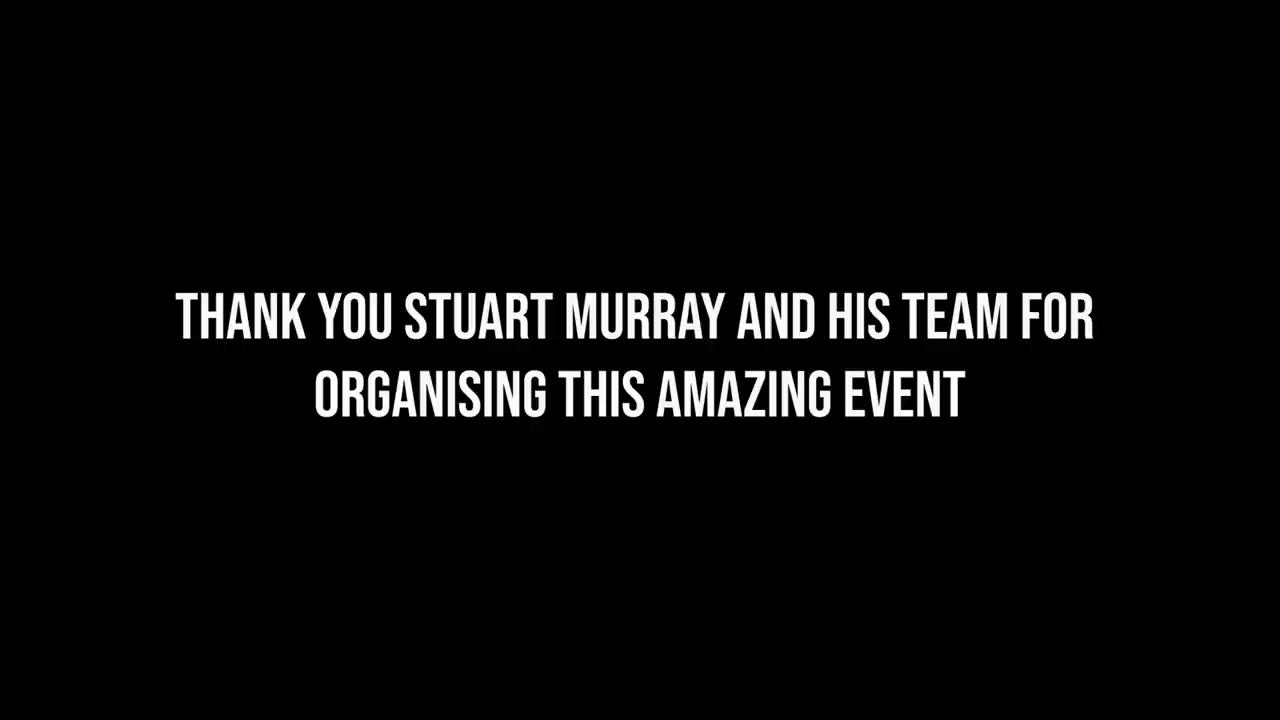 THANK YOU STUART MURRAY AND HIS TEAM FOR
ORGANISING THIS AMAZING EVENT